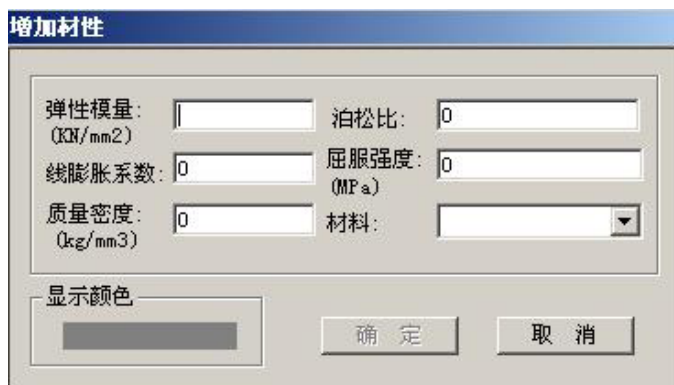 增加材性
弹性模量:
(KN/mm2)
泊松比:
0
线膨胀系数:
0
屈服强度:
(MPa)
0
质量密度:
(kg/mm3)
0
材料:
显示颜色
确 定
取 消